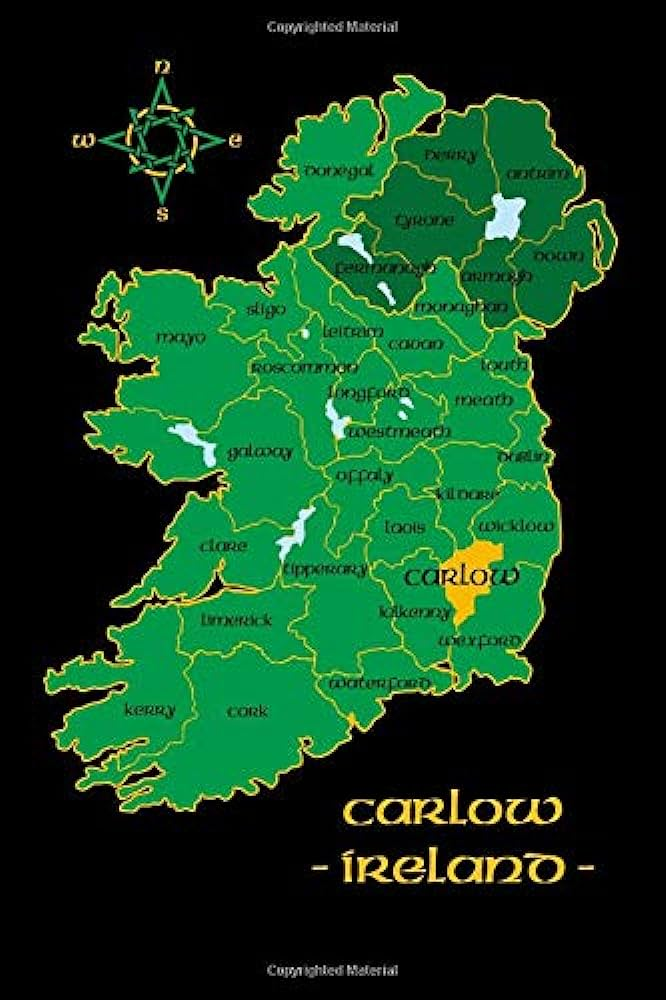 Copyrighted Material
n
w e
s
Donegal
Derry
Antrim
Tyrone
Down
Fermanagh
Armagh
Monaghan
Sligo
Leitrim
Mayo
Cavan
Roscommon
Louth
Longford
Meath
Westmeath
Galway
Dublin
Offaly
Kildare
Laois
Wicklow
Clare
Tipperary
Carlow
Kilkenny
Limerick
Wexford
Waterford
Kerry
Cork
Carlow
- Ireland -
Copyrighted Material